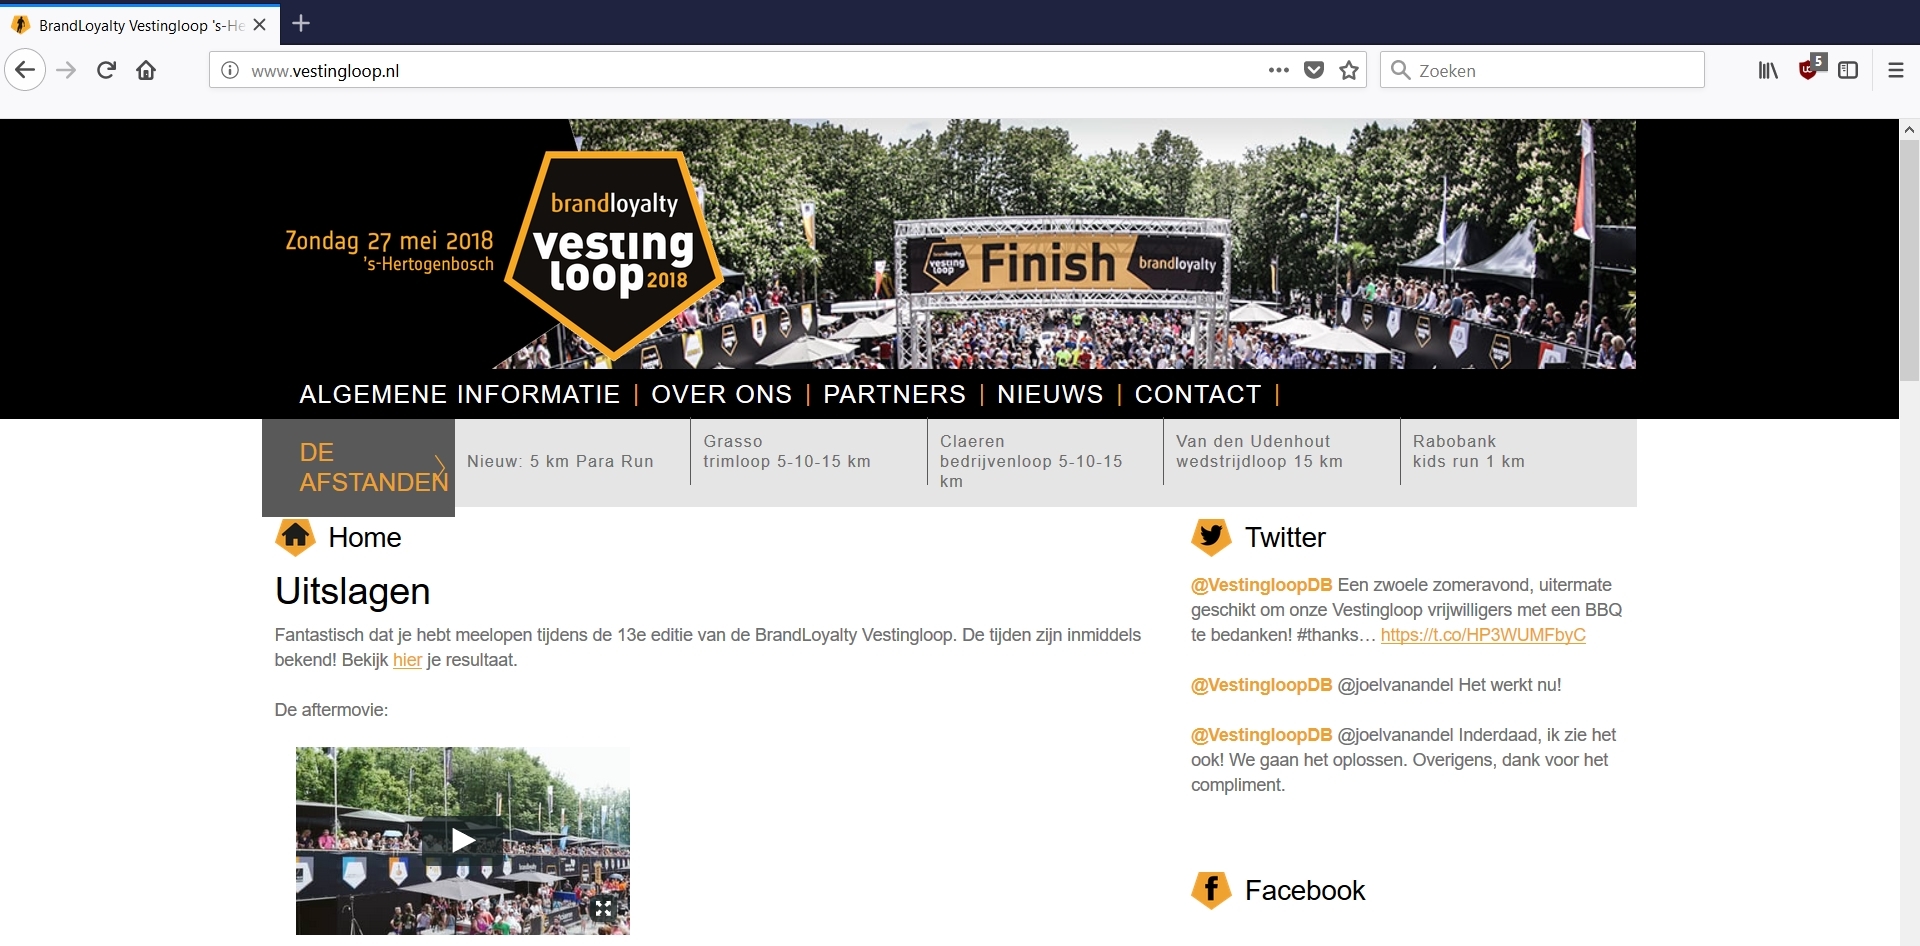 BrandLoyalty Vestingloop 's-He
www.vestingloop.nl
Zoeken
5
Zondag 27 mei 2018
's-Hertogenbosch
brandloyalty
vesting
loop 2018
brandloyalty
vesting
loop
Finish
brandloyalty
ALGEMENE INFORMATIE | OVER ONS | PARTNERS | NIEUWS | CONTACT |
DE
AFSTANDEN
Nieuw: 5 km Para Run
Grasso
trimloop 5-10-15 km
Claeren
bedrijvenloop 5-10-15
km
Van den Udenhout
wedstrijdloop 15 km
Rabobank
kids run 1 km
Home
Uitslagen
Fantastisch dat je hebt meelopen tijdens de 13e editie van de BrandLoyalty Vestingloop. De tijden zijn inmiddels
bekend! Bekijk hier je resultaat.
De aftermovie:
Twitter
@VestingloopDB Een zwoele zomeravond, uitermate
geschikt om onze Vestingloop vrijwilligers met een BBQ
te bedanken! #thanks… https://t.co/HP3WUMFbyC
@VestingloopDB @joelvanandel Het werkt nu!
@VestingloopDB @joelvanandel Inderdaad, ik zie het
ook! We gaan het oplossen. Overigens, dank voor het
compliment.
Facebook